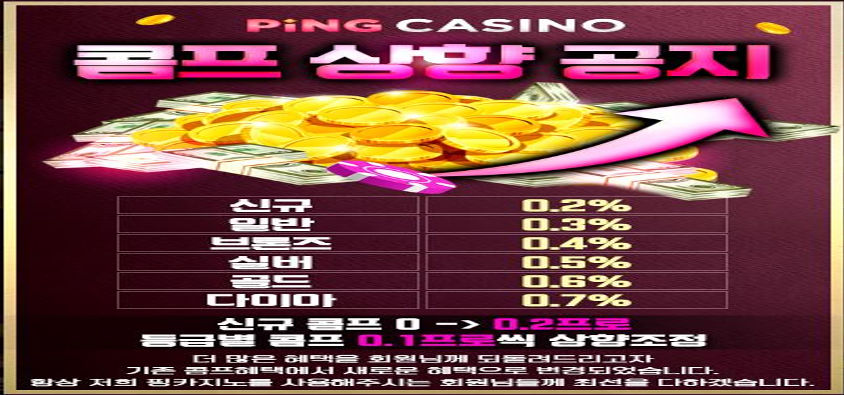 PiNG CASINO
콤프 상향 공지
신규 0.2%
일반 0.3%
브론즈 0.4%
실버 0.5%
골드 0.6%
다이아 0.7%
신규 콤프 0 -> 0.2프로
등급별 콤프 0.1프로씩 상향조정
더 많은 혜택을 회원님께 되돌려드리고자
기존 콤프혜택에서 새로운 혜택으로 변경되었습니다.
항상 저희 핑카지노를 사용해주시는 회원님들께 최선을 다하겠습니다.